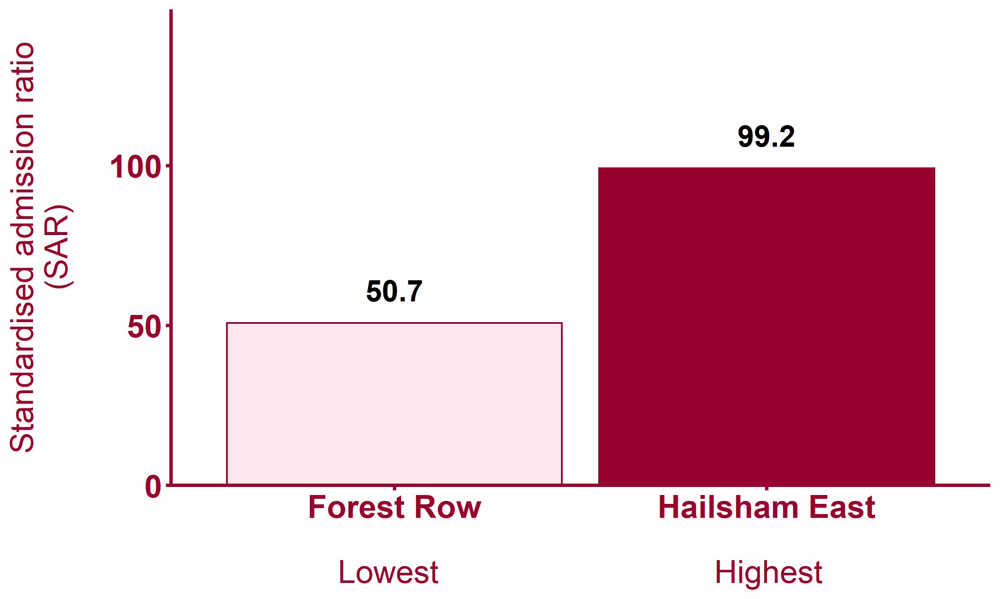 Standardised admission ratio
(SAR)
100
50
0
50.7
99.2
Forest Row
Hailsham East
Lowest
Highest